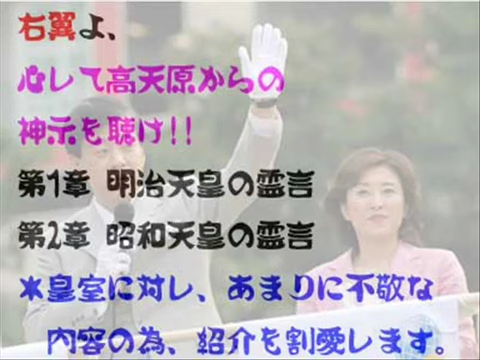 右翼よ、
心して高天原からの
神示を聴け!!
第1章 明治天皇の霊言
第2章 昭和天皇の霊言
*皇室に対し、あまりに不敬な
内容の為、紹介を割愛します。